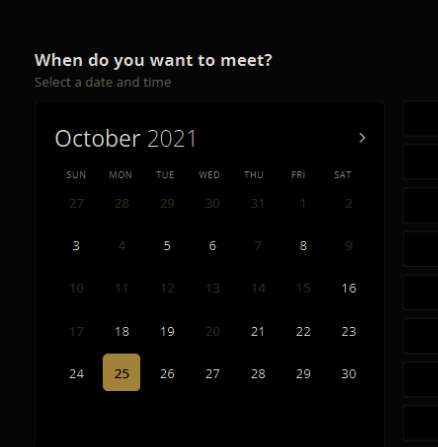 When do you want to meet?
Select a date and time
October 2021
SUN MON TUE WED THU FRI SAT
27 28 29 30 31 1 2
3 4 5 6 7 8 9
10 11 12 13 14 15 16
17 18 19 20 21 22 23
24 25 26 27 28 29 30